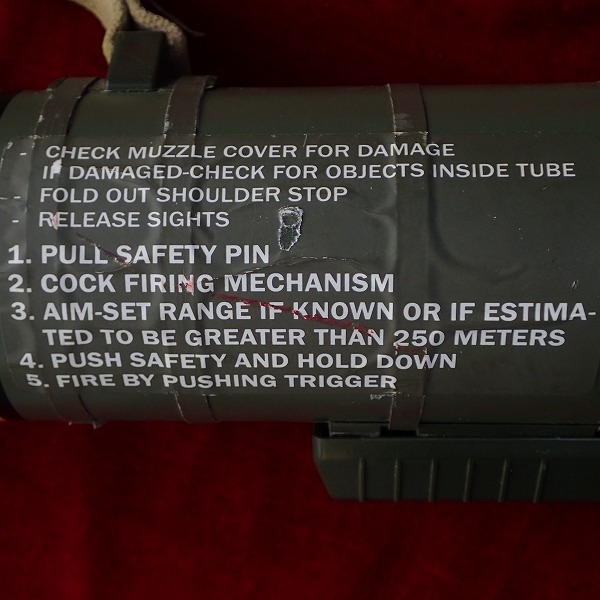 - CHECK MUZZLE COVER FOR DAMAGE
IF DAMAGED-CHECK FOR OBJECTS INSIDE TUBE
FOLD OUT SHOULDER STOP
- RELEASE SIGHTS
1. PULL SAFETY PIN
2. COCK FIRING MECHANISM
3. AIM-SET RANGE IF KNOWN OR IF ESTIMA-
TED TO BE GREATER THAN 250 METERS
4. PUSH SAFETY AND HOLD DOWN
5. FIRE BY PUSHING TRIGGER